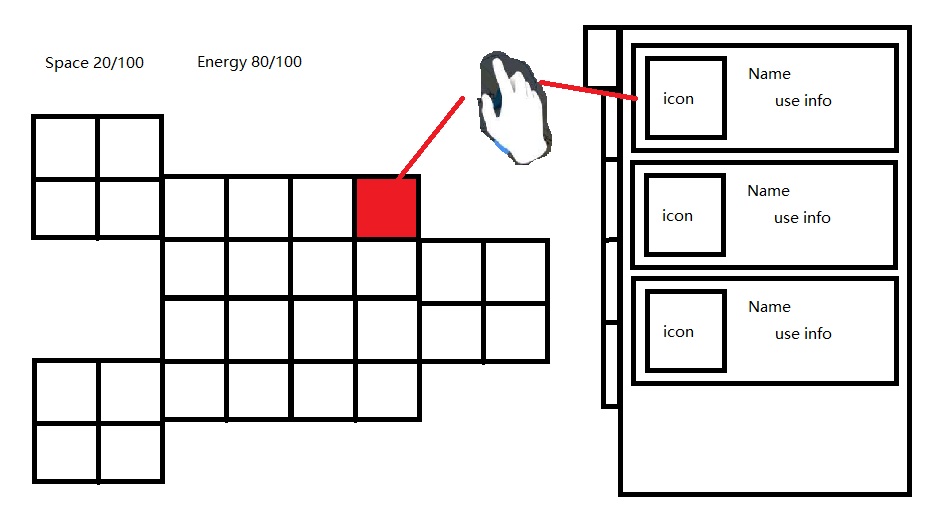 Space 20/100
Energy 80/100
icon
Name
use info
icon
Name
use info
icon
Name
use info